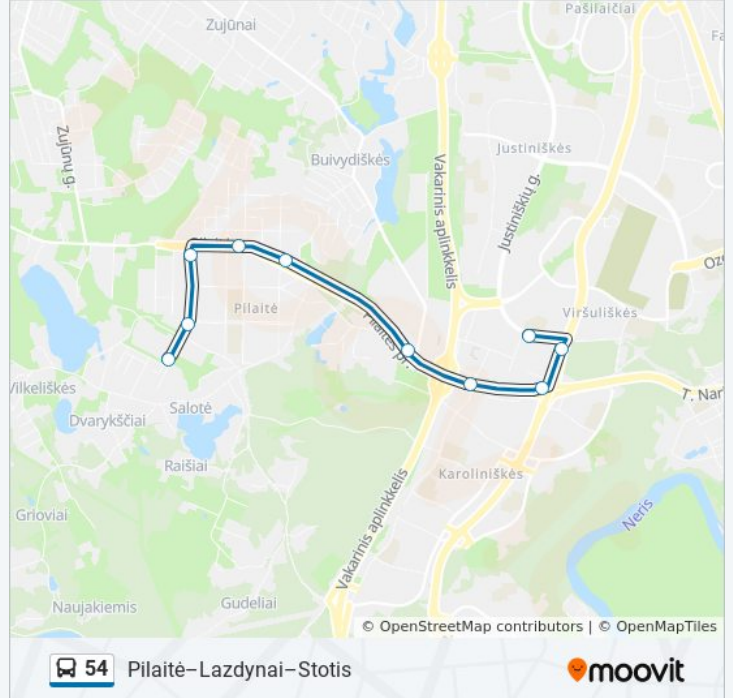 Pašilaičiai
Zujūnai
Fa
Zujūnų g.
Justiniškės
Buivydiškės
Vakarinis aplinkkelis
Justiniškių g.
Oz
Pilaitė
Viršuliškės
Pilaitės pr.
Vilkeliškės
T. Nar
Salotė
Dvarykščiai
Raišiai
Karoliniškės
Vakarinis aplinkkelis
Grioviai
Neris
Naujakiemis
Gudeliai
© OpenStreetMap contributors | © OpenMapTiles
54 Pilaitė–Lazdynai–Stotis
moovit